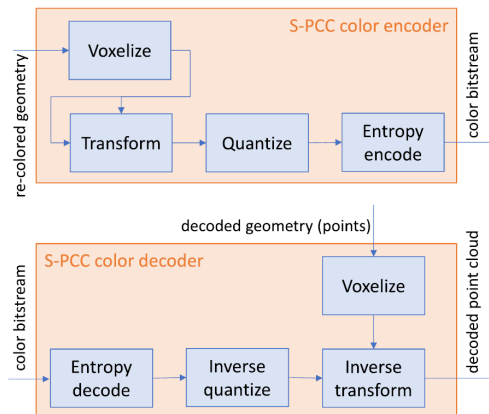 S-PCC color encoder
re-colored geometry
Voxelize
Transform
Quantize
Entropy
encode
color bitstream
decoded geometry (points)
S-PCC color decoder
Voxelize
color bitstream
Entropy
decode
Inverse
quantize
Inverse
transform
decoded point cloud